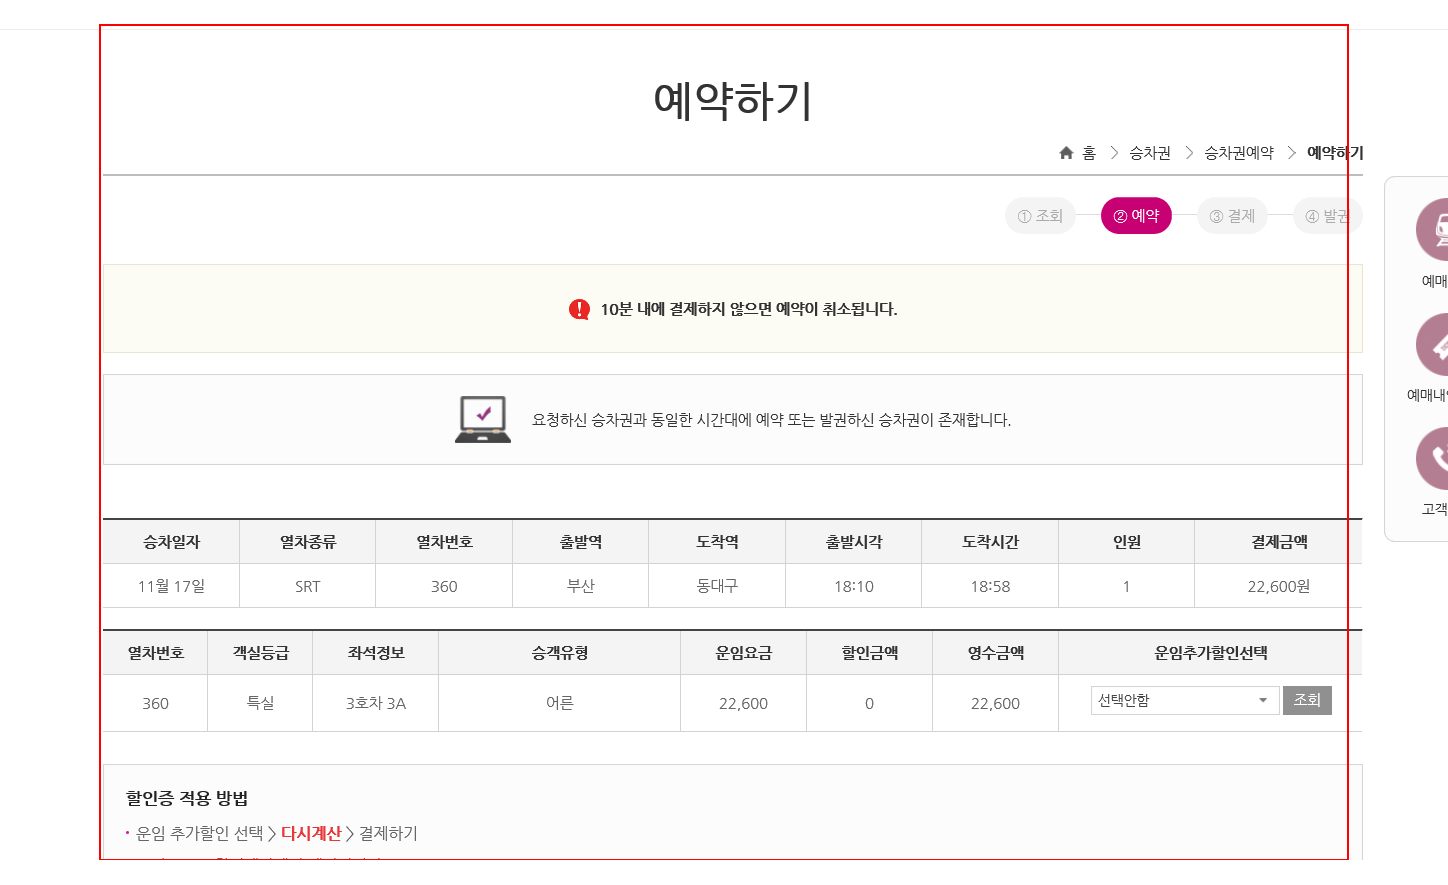 예약하기
홈 > 승차권 > 승차권예약 > 예약하기
① 조회 ② 예약 ③ 결제 ④ 발권
10분 내에 결제하지 않으면 예약이 취소됩니다.
요청하신 승차권과 동일한 시간대에 예약 또는 발권하신 승차권이 존재합니다.
예매
예매내
고객
승차일자 열차종류 열차번호 출발역 도착역 출발시각 도착시간 인원 결제금액
11월 17일 SRT 360 부산 동대구 18:10 18:58 1 22,600원
열차번호 객실등급 좌석정보 승객유형 운임요금 할인금액 영수금액 운임추가할인선택
360 특실 3호차 3A 어른 22,600 0 22,600 선택안함 조회
할인증 적용 방법
• 운임 추가할인 선택 > 다시계산 > 결제하기